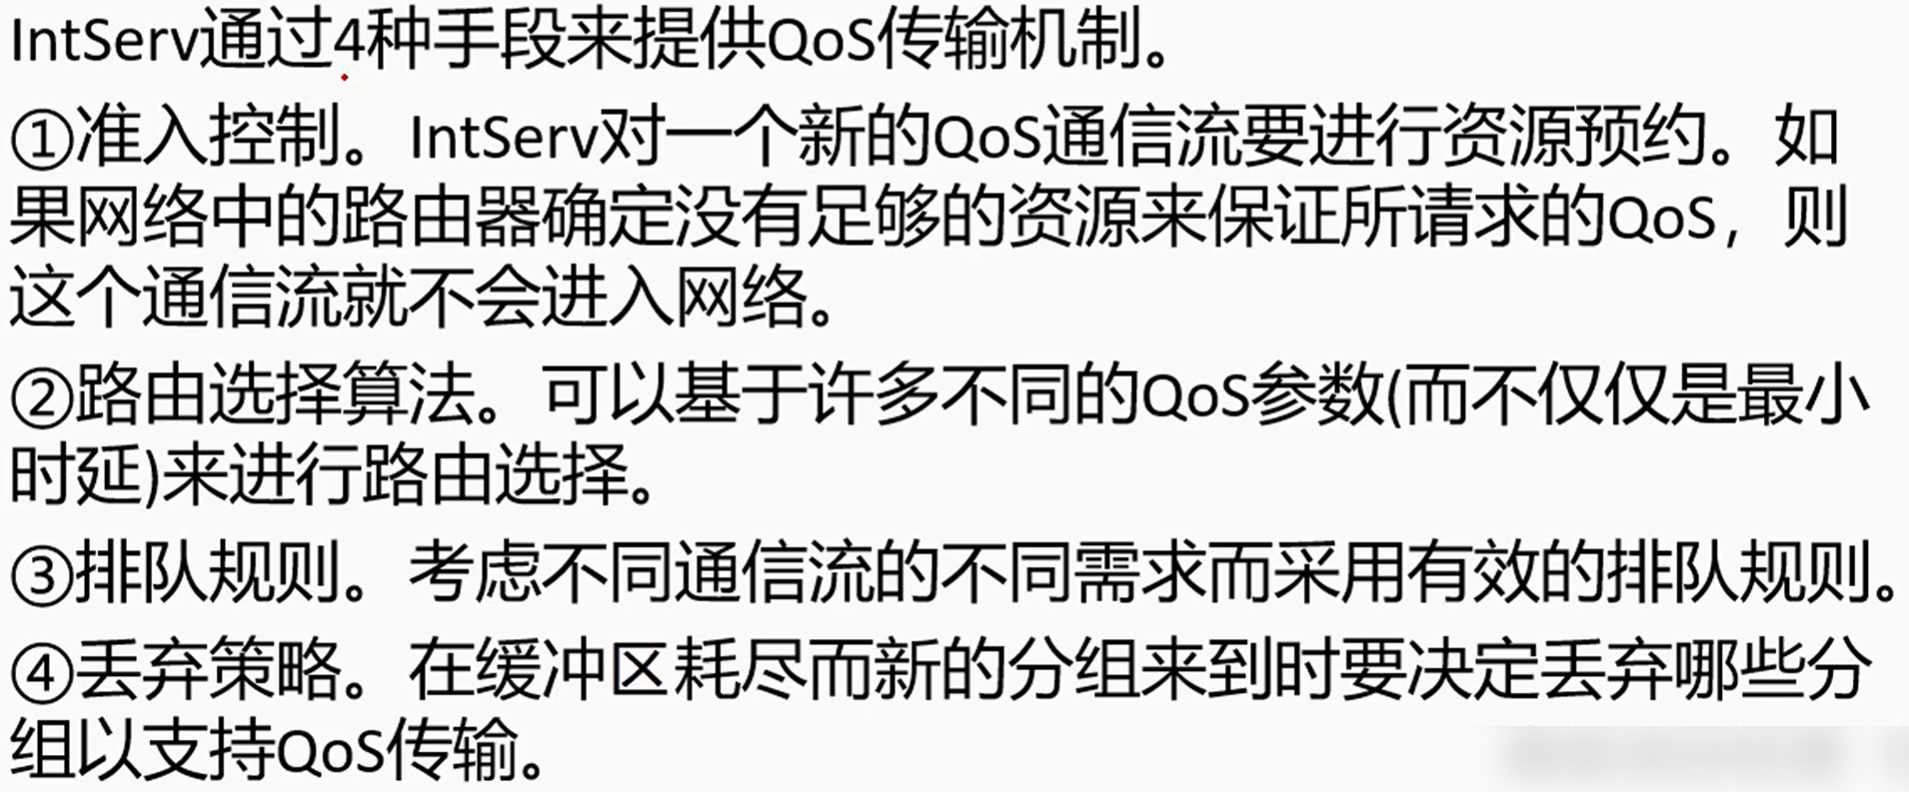 IntServ通过4种手段来提供QoS传输机制。
①准入控制。IntServ对一个新的QoS通信流要进行资源预约。如
果网络中的路由器确定没有足够的资源来保证所请求的QoS，则
这个通信流就不会进入网络。
②路由选择算法。可以基于许多不同的QoS参数(而不仅仅是最小
时延)来进行路由选择。
③排队规则。考虑不同通信流的不同需求而采用有效的排队规则。
④丢弃策略。在缓冲区耗尽而新的分组来到时要决定丢弃哪些分
组以支持QoS传输。